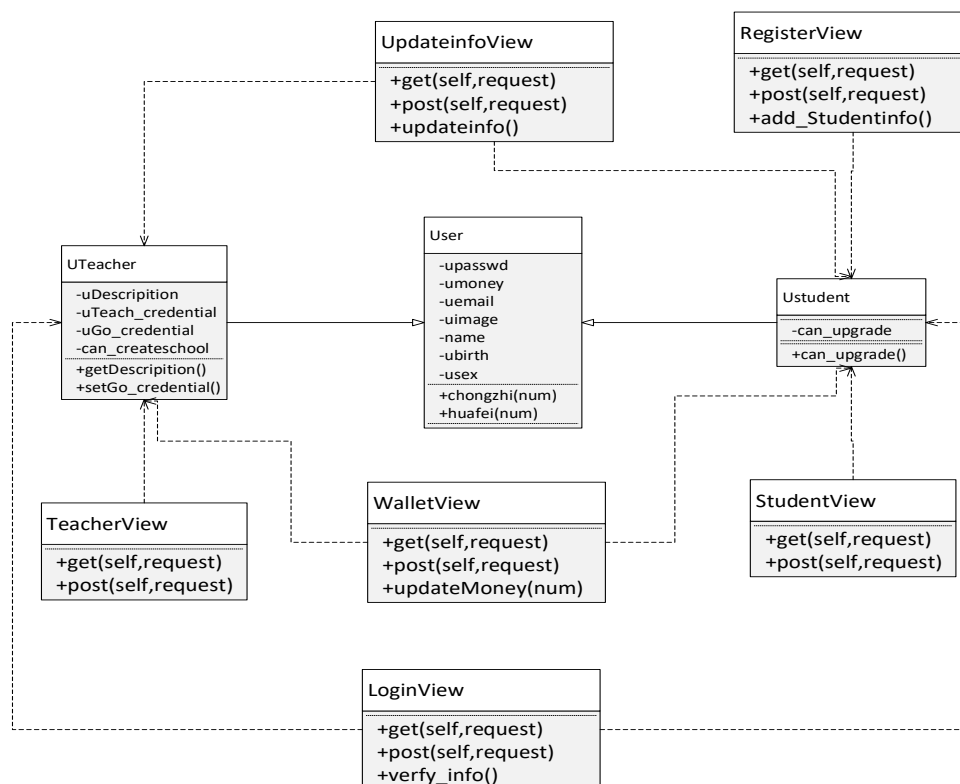 UpdateinfoView
+get(self,request)
+post(self,request)
+updateinfo()
RegisterView
+get(self,request)
+post(self,request)
+add_Studentinfo()
UTeacher
-uDescripition
-uTeach_credential
-uGo_credential
-can_createschool
+getDescripition()
+setGo_credential()
User
-upasswd
-umoney
-uemail
-uimage
-name
-ubirth
-usex
+chongzhi(num)
+huafei(num)
Ustudent
-can_upgrade
+can_upgrade()
TeacherView
+get(self,request)
+post(self,request)
WalletView
+get(self,request)
+post(self,request)
+updateMoney(num)
StudentView
+get(self,request)
+post(self,request)
LoginView
+get(self,request)
+post(self,request)
+verfy_info()